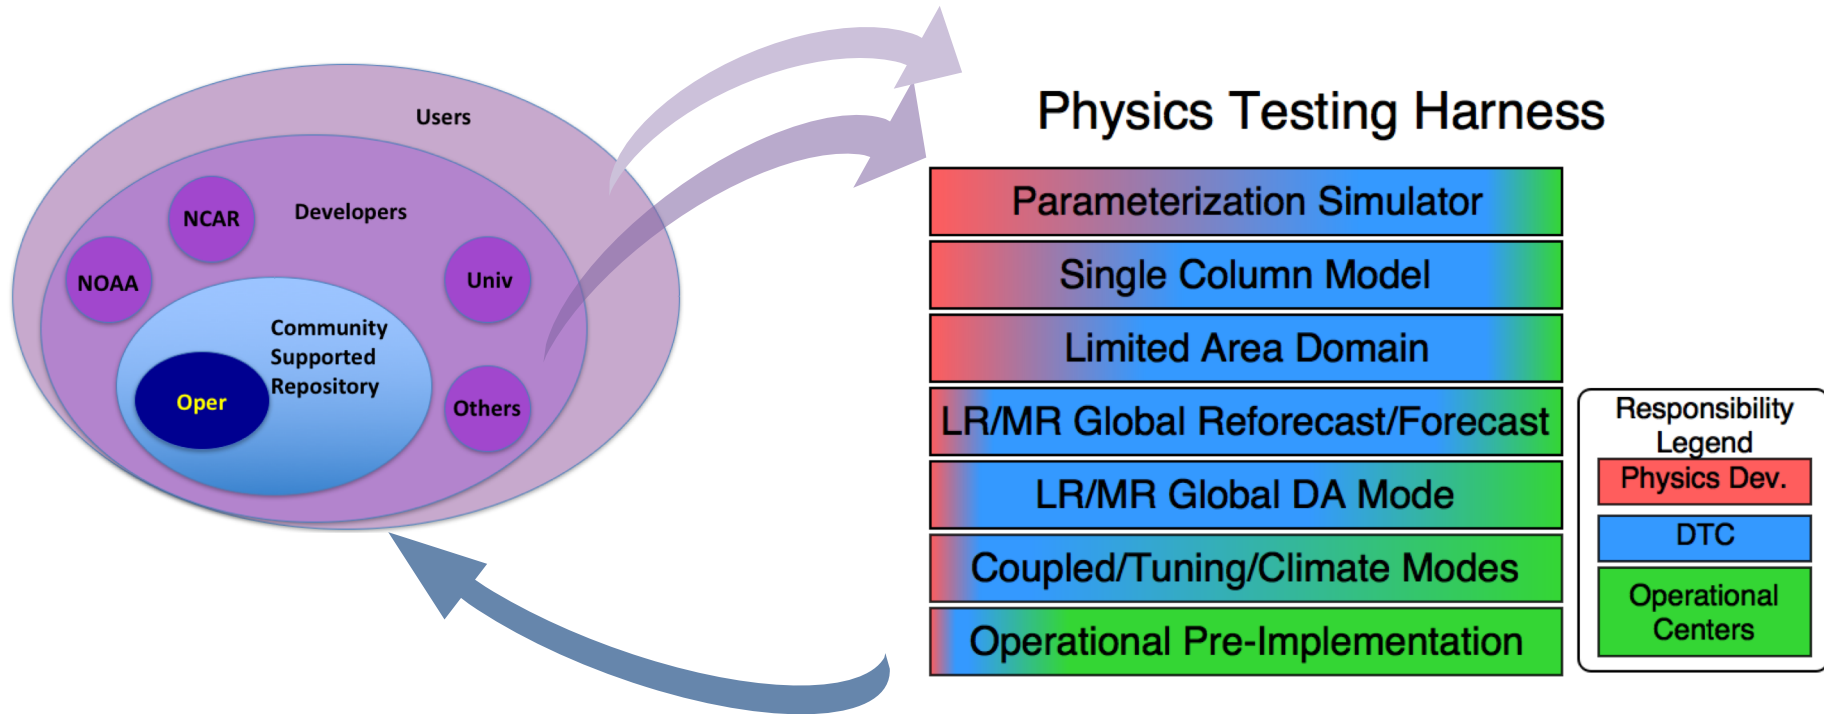 Users
Developers
NCAR
NOAA
Univ
Community
Supported
Repository
Oper
Others
Physics Testing Harness
Parameterization Simulator
Single Column Model
Limited Area Domain
LR/MR Global Reforecast/Forecast
LR/MR Global DA Mode
Coupled/Tuning/Climate Modes
Operational Pre-Implementation
Responsibility
Legend
Physics Dev.
DTC
Operational
Centers